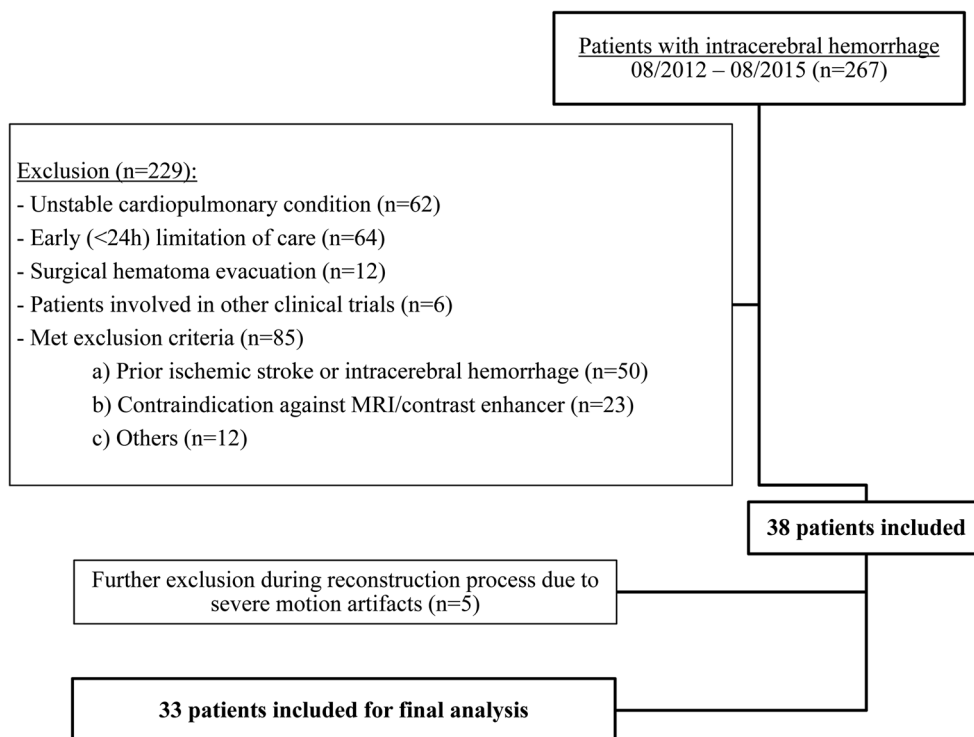 Patients with intracerebral hemorrhage
08/2012 – 08/2015 (n=267)
Exclusion (n=229):
- Unstable cardiopulmonary condition (n=62)
- Early (<24h) limitation of care (n=64)
- Surgical hematoma evacuation (n=12)
- Patients involved in other clinical trials (n=6)
- Met exclusion criteria (n=85)
a) Prior ischemic stroke or intracerebral hemorrhage (n=50)
b) Contraindication against MRI/contrast enhancer (n=23)
c) Others (n=12)
38 patients included
Further exclusion during reconstruction process due to
severe motion artifacts (n=5)
33 patients included for final analysis